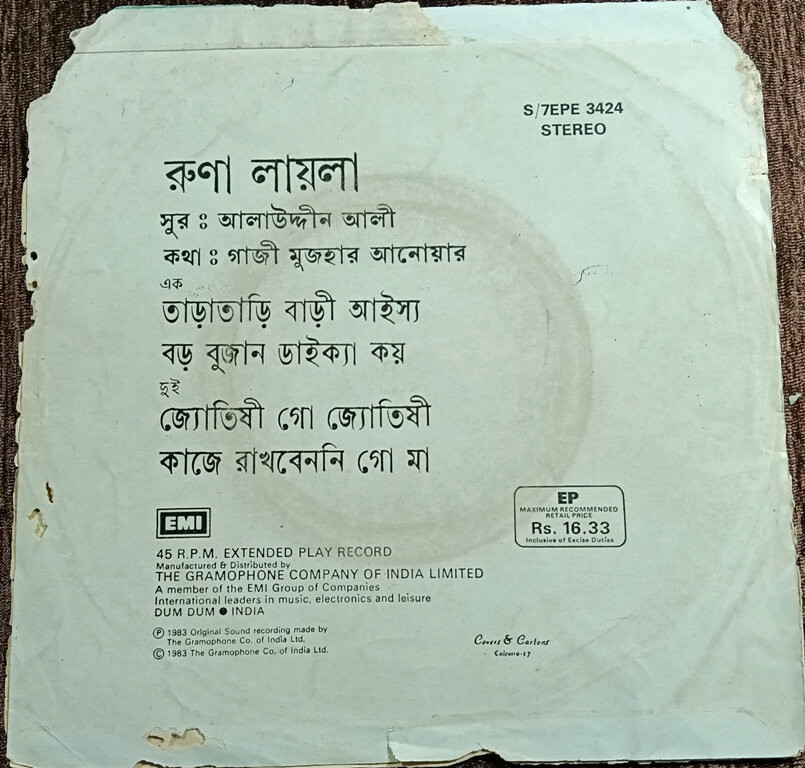 S/7EPE 3424
STEREO
রুণা লায়লা
সুর : আলাউদ্দীন আলী
কথা : গাজী মুজহার আনোয়ার
এক
তাড়াতাড়ি বাড়ী আইস্য
বড় বুজান ডাইক্যা কয়
দুই
জ্যোতিষী গো জ্যোতিষী
কাজে রাখবেননি গো মা
EMI
45 R.P.M. EXTENDED PLAY RECORD
Manufactured & Distributed by
THE GRAMOPHONE COMPANY OF INDIA LIMITED
A member of the EMI Group of Companies
International leaders in music, electronics and leisure
DUM DUM ● INDIA
Ⓟ 1983 Original Sound recording made by
The Gramophone Co. of India Ltd.
© 1983 The Gramophone Co. of India Ltd.
EP
MAXIMUM RECOMMENDED
RETAIL PRICE
Rs. 16.33
Inclusive of Excise Duties
Covers & Cartons
Calcutta-17